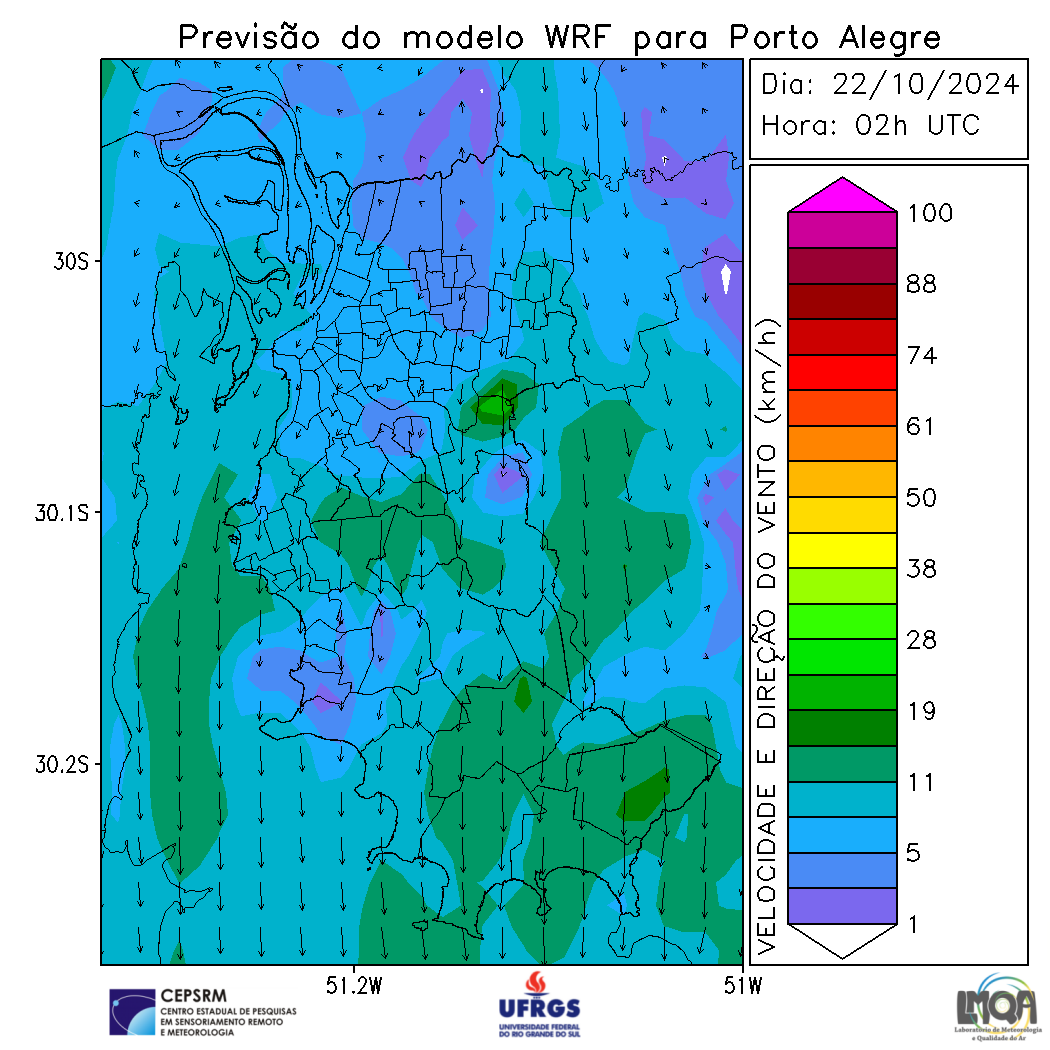 Previsão do modelo WRF para Porto Alegre
Dia: 22/10/2024
Hora: 02h UTC
30S
30.1S
30.2S
51.2W
51W
VELOCIDADE E DIREÇÃO DO VENTO (km/h)
100
88
74
61
50
38
28
19
11
5
1
CEPSRM
CENTRO ESTADUAL DE PESQUISAS
EM SENSORIAMENTO REMOTO
E METEOROLOGIA
UFRGS
UNIVERSIDADE FEDERAL
DO RIO GRANDE DO SUL
LMQA
Laboratório de Meteorologia
e Qualidade do Ar